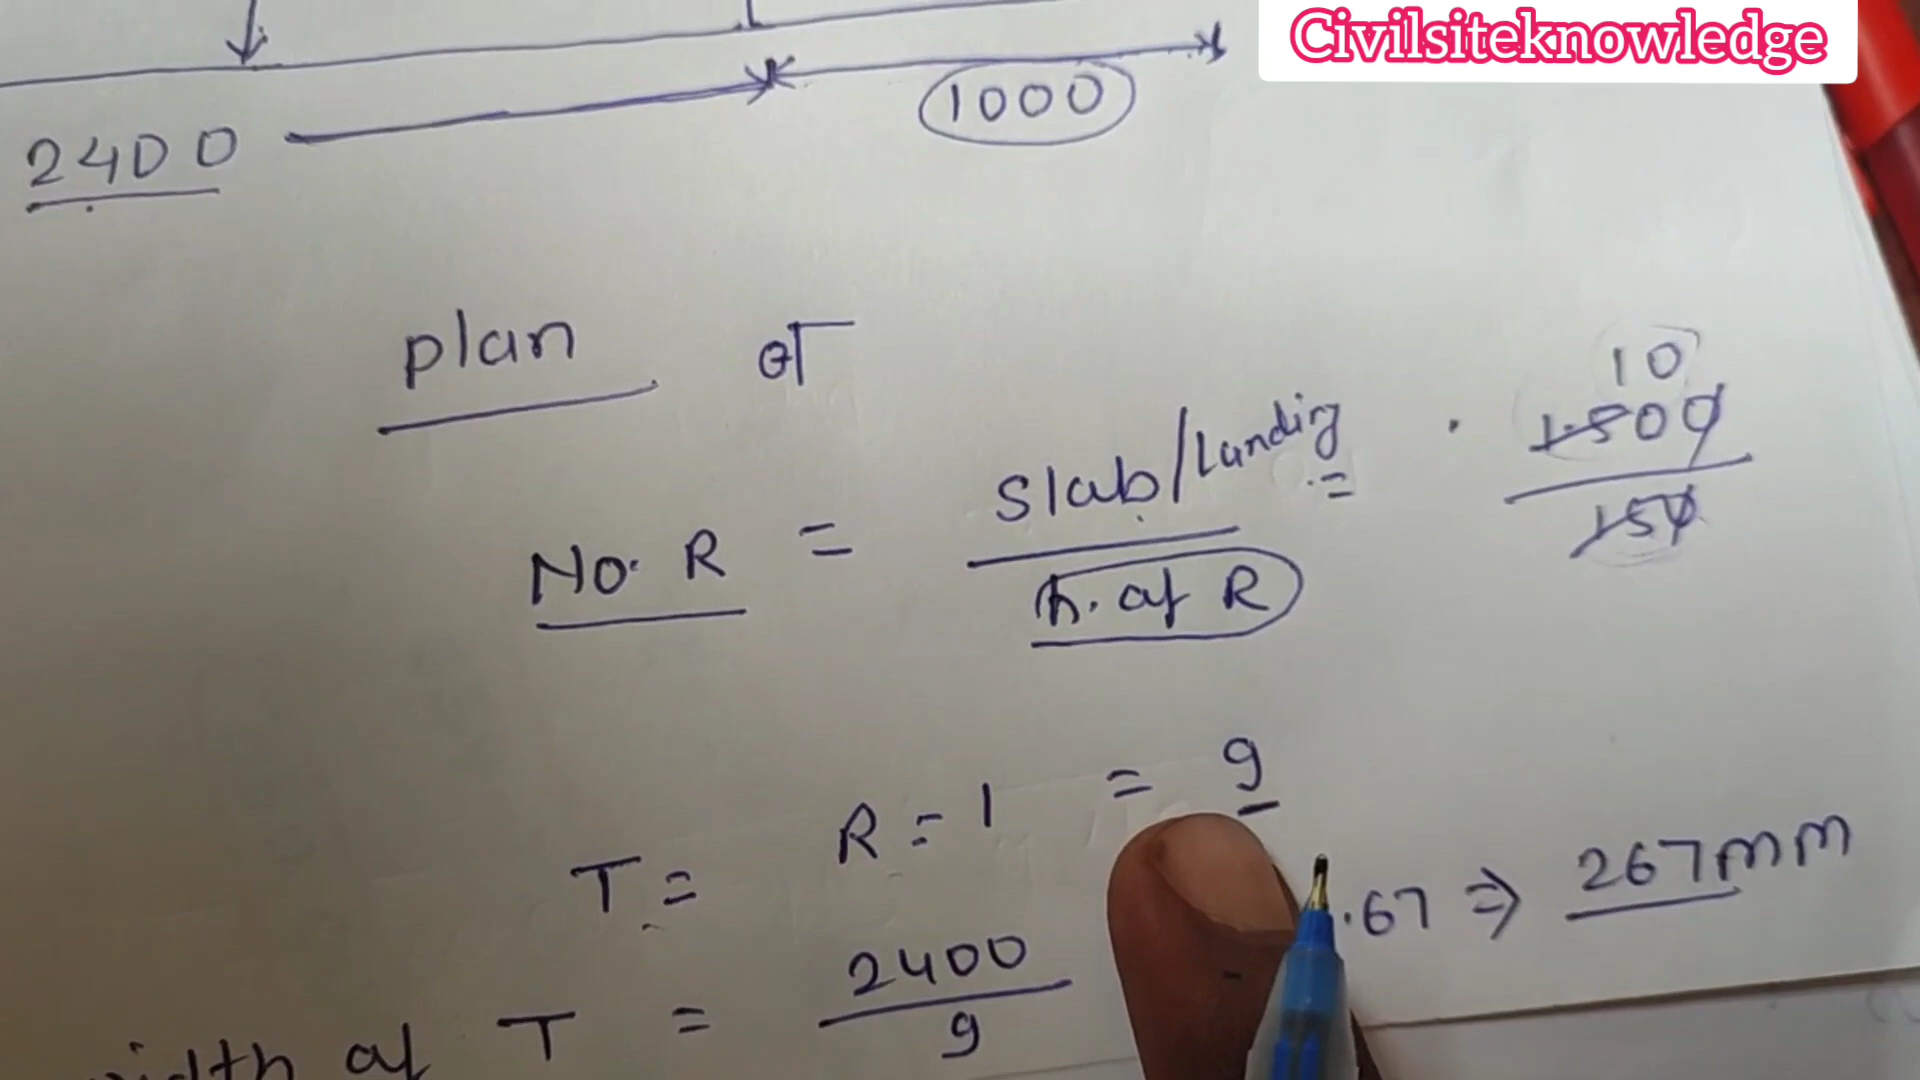 Civilsiteknowledge
1000
2400
plan of
10
No. R = Slab/Landing = 1500
h. of R 150
T = R = 1 = 9
.67 ⇒ 267mm
width of T = 2400
9